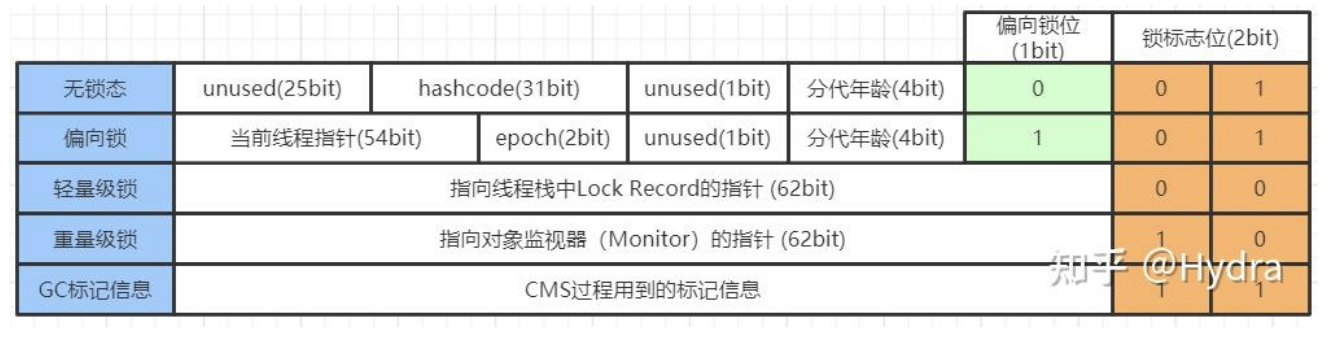 偏向锁位
(1bit)
锁标志位(2bit)
无锁态 unused(25bit) hashcode(31bit) unused(1bit) 分代年龄(4bit) 0 0 1
偏向锁 当前线程指针(54bit) epoch(2bit) unused(1bit) 分代年龄(4bit) 1 0 1
轻量级锁 指向线程栈中Lock Record的指针 (62bit) 0 0
重量级锁 指向对象监视器（Monitor）的指针 (62bit) 1 0
知乎 @Hydra
GC标记信息 CMS过程用到的标记信息 1 1